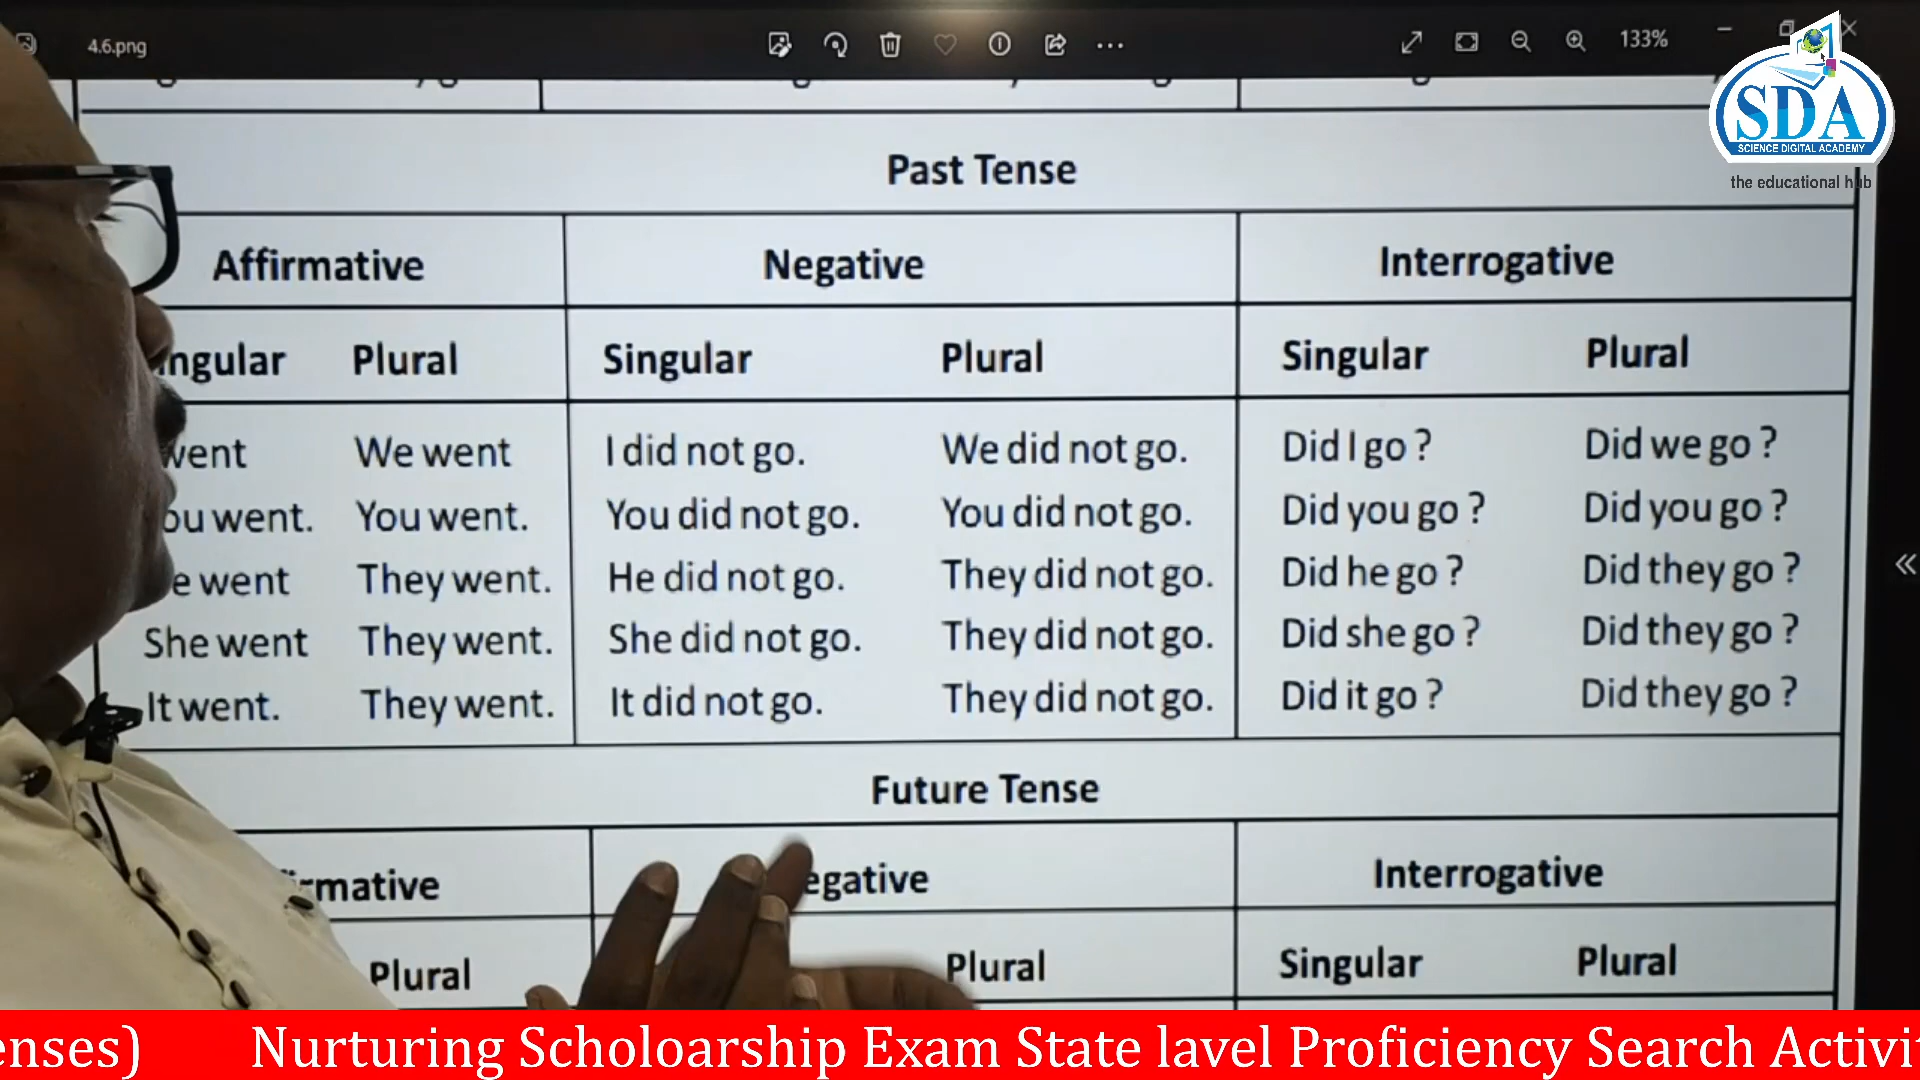 4.6.png
133%
SDA
SCIENCE DIGITAL ACADEMY
the educational hub
Past Tense
Affirmative Negative Interrogative
Plural Singular Plural Singular Plural
went We went I did not go. We did not go. Did I go ? Did we go ?
went. You went. You did not go. You did not go. Did you go ? Did you go ?
went They went. He did not go. They did not go. Did he go ? Did they go ?
She went They went. She did not go. They did not go. Did she go ? Did they go ?
It went. They went. It did not go. They did not go. Did it go ? Did they go ?
Future Tense
Interrogative
Plural Plural Singular Plural
enses) Nurturing Scholoarship Exam State lavel Proficiency Search Activi